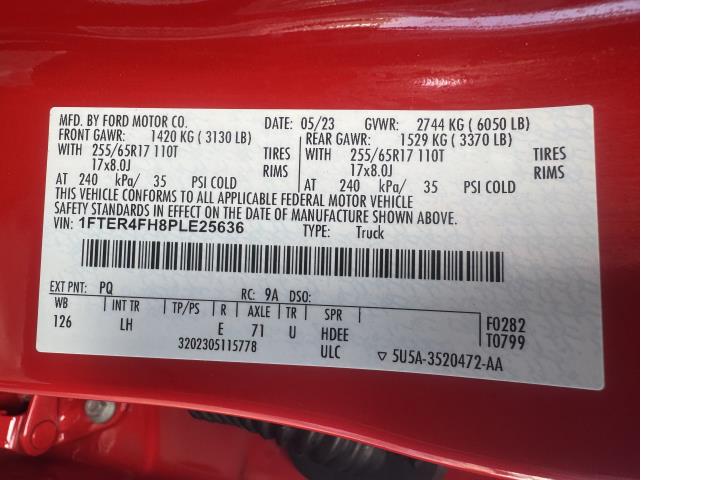 MFD. BY FORD MOTOR CO. DATE: 05/23 GVWR: 2744 KG (6050 LB)
FRONT GAWR: 1420 KG (3130 LB) REAR GAWR: 1529 KG (3370 LB)
WITH 255/65R17 110T TIRES WITH 255/65R17 110T TIRES
17x8.0J RIMS 17x8.0J RIMS
AT 240 kPa/ 35 PSI COLD AT 240 kPa/ 35 PSI COLD
THIS VEHICLE CONFORMS TO ALL APPLICABLE FEDERAL MOTOR VEHICLE
SAFETY STANDARDS IN EFFECT ON THE DATE OF MANUFACTURE SHOWN ABOVE.
VIN: 1FTER4FH8PLE25636 TYPE: Truck
EXT PNT: PQ RC: 9A DSO:
WB INT TR TP/PS R AXLE TR SPR F0282
126 LH E 71 U HDEE T0799
3202305115778 ULC 5U5A-3520472-AA